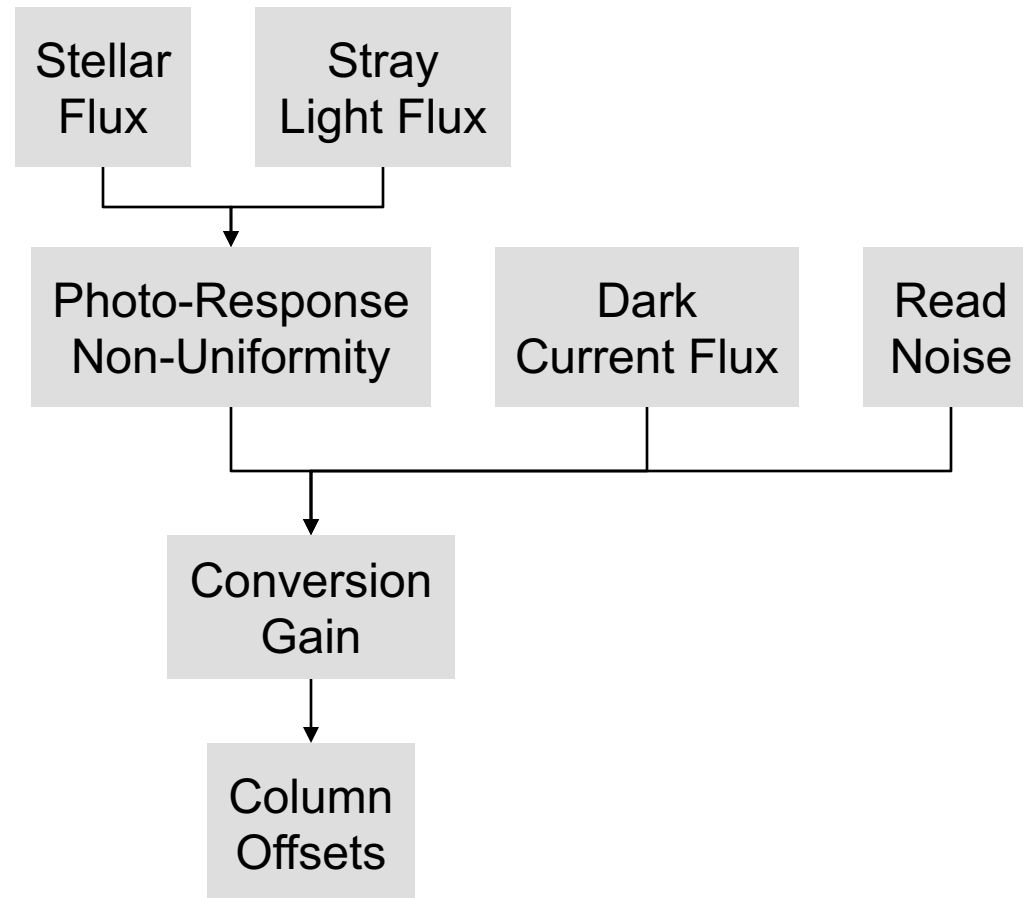 Stellar
Flux
Stray
Light Flux
Photo-Response
Non-Uniformity
Dark
Current Flux
Read
Noise
Conversion
Gain
Column
Offsets